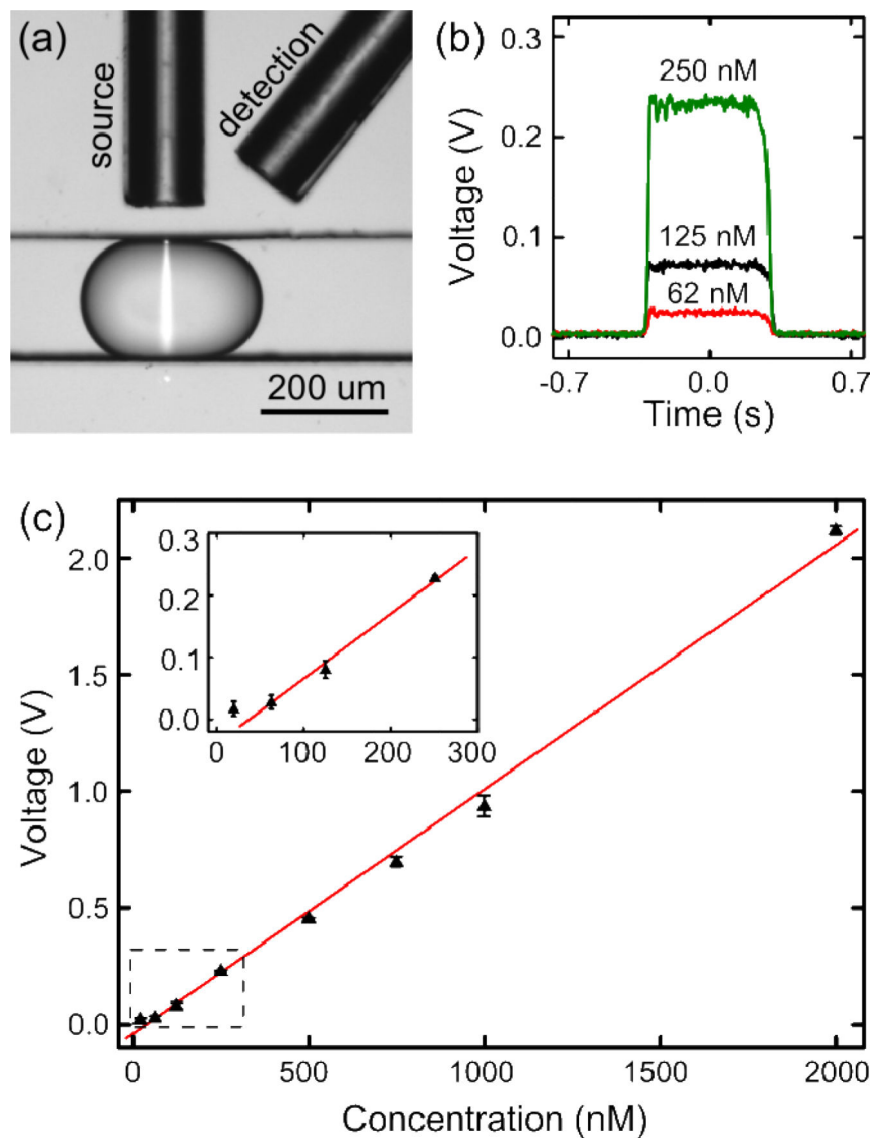 (a)
source
detection
200 um
(b)
0.3
0.2
0.1
0.0
Voltage (V)
250 nM
125 nM
62 nM
-0.7 0.0 0.7
Time (s)
(c)
2.0
1.5
1.0
0.5
0.0
Voltage (V)
0.3
0.2
0.1
0.0
0 100 200 300
0 500 1000 1500 2000
Concentration (nM)